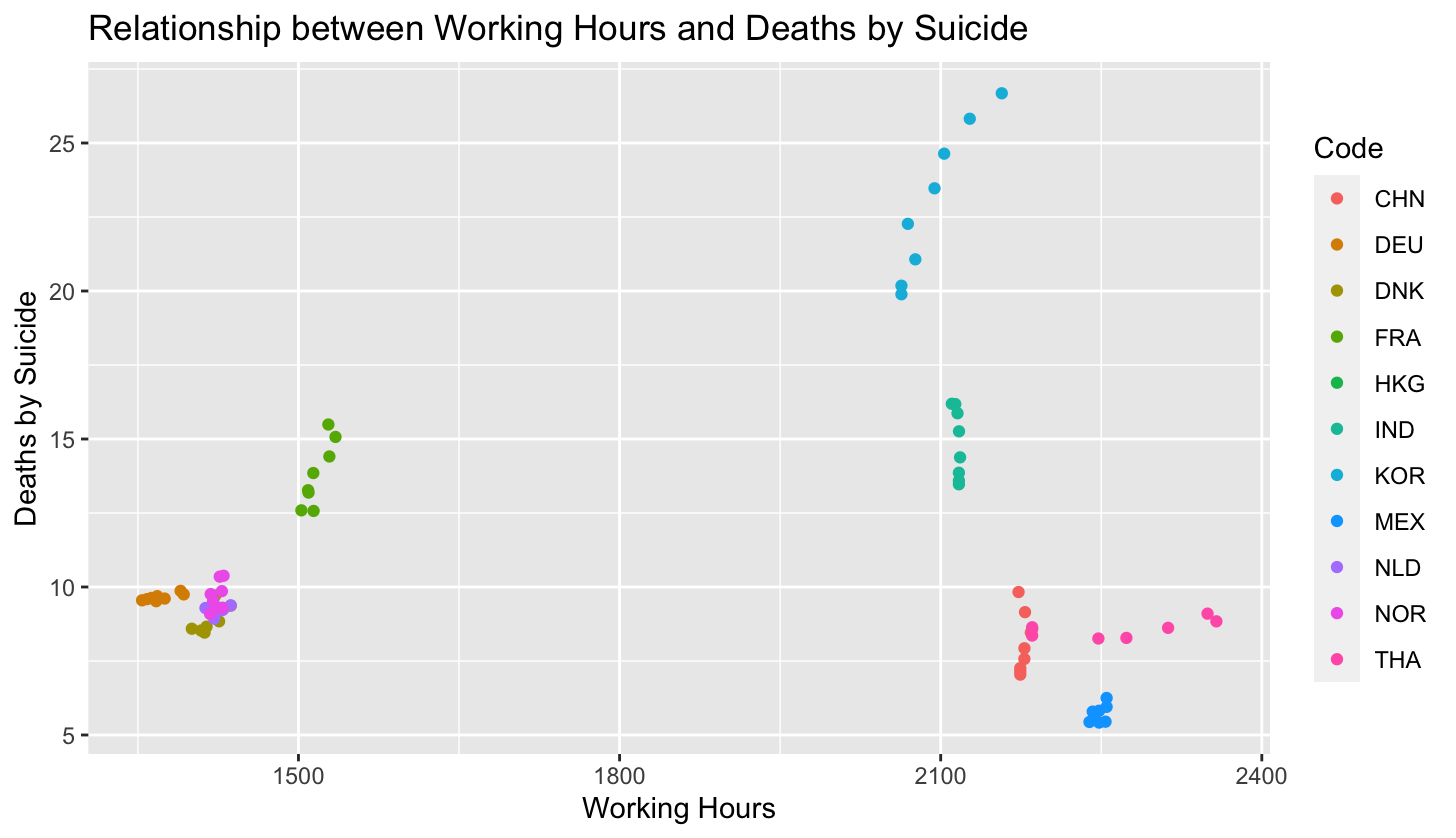 Relationship between Working Hours and Deaths by Suicide
Deaths by Suicide
25
20
15
10
5
1500
1800
2100
2400
Working Hours
Code
CHN
DEU
DNK
FRA
HKG
IND
KOR
MEX
NLD
NOR
THA